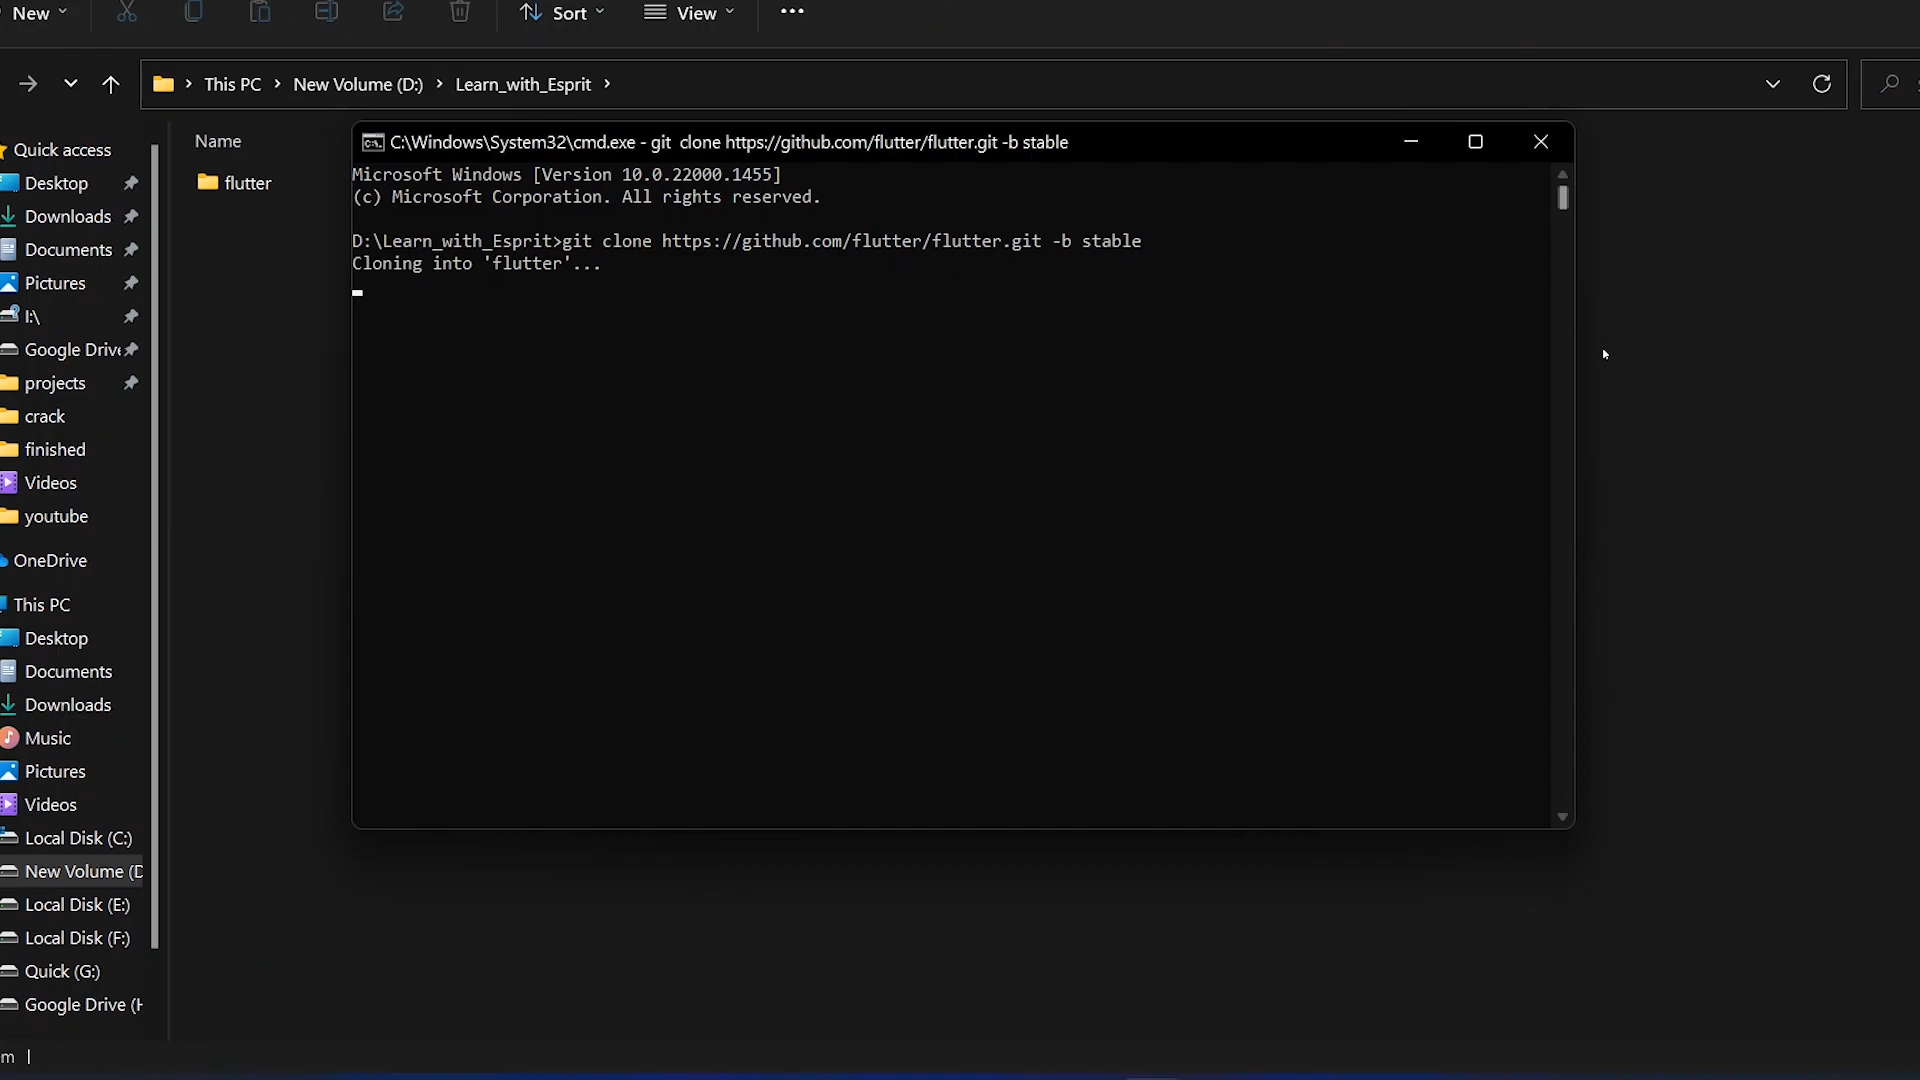 New
Sort
View
This PC
New Volume (D:)
Learn_with_Esprit
Quick access
Desktop
Downloads
Documents
Pictures
I:\
Google Drive
projects
crack
finished
Videos
youtube
OneDrive
This PC
Desktop
Documents
Downloads
Music
Pictures
Videos
Local Disk (C:)
New Volume (D
Local Disk (E:)
Local Disk (F:)
Quick (G:)
Google Drive (H
Name
flutter
C:\Windows\System32\cmd.exe - git  clone https://github.com/flutter/flutter.git -b stable
Microsoft Windows [Version 10.0.22000.1455]
(c) Microsoft Corporation. All rights reserved.
D:\Learn_with_Esprit>git clone https://github.com/flutter/flutter.git -b stable
Cloning into 'flutter'...